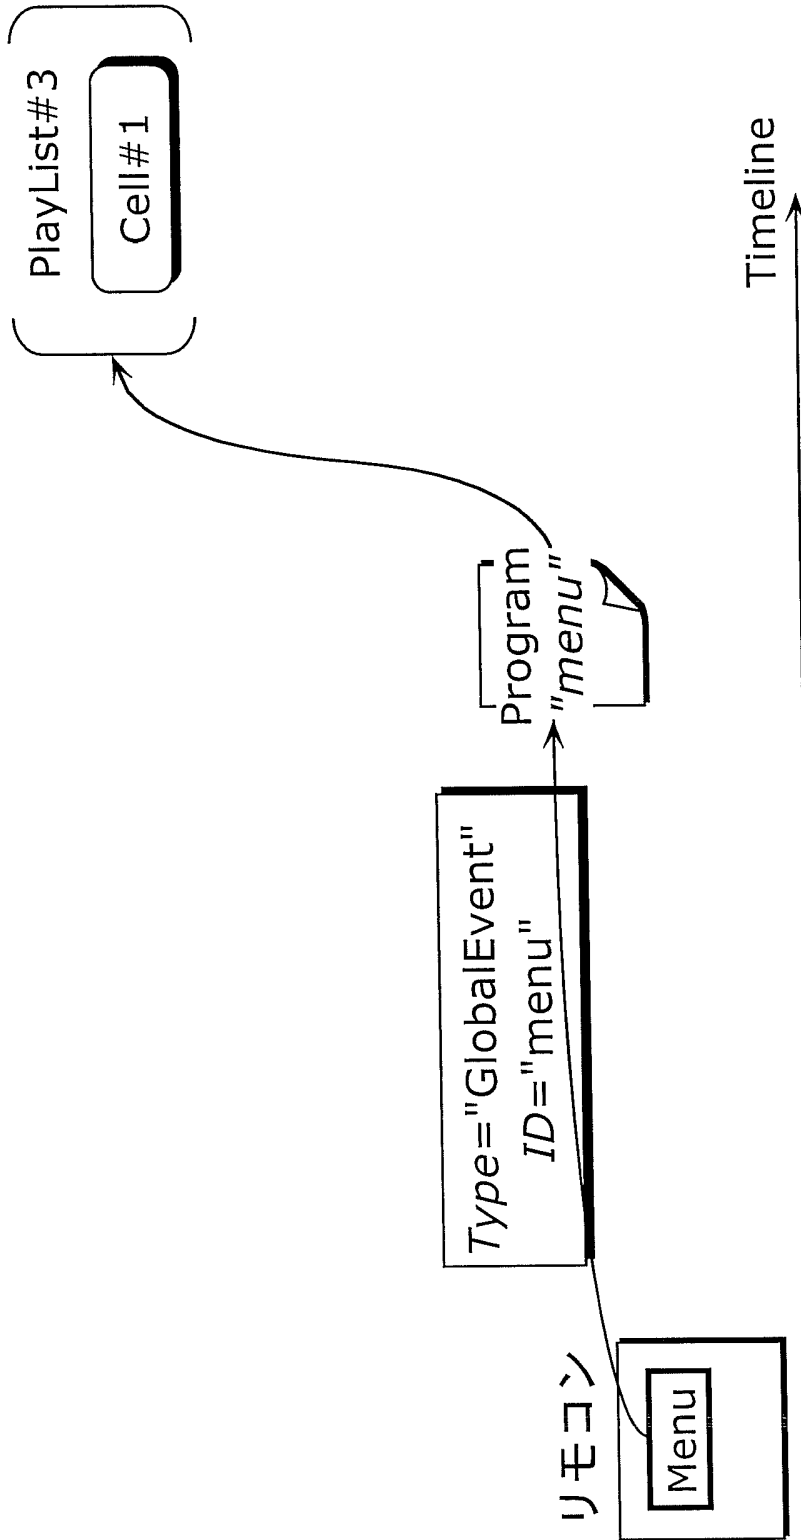 PlayList#3
Cell#1
Timeline
Program
"menu"
Type="GlobalEvent"
ID="menu"
リモコン
Menu